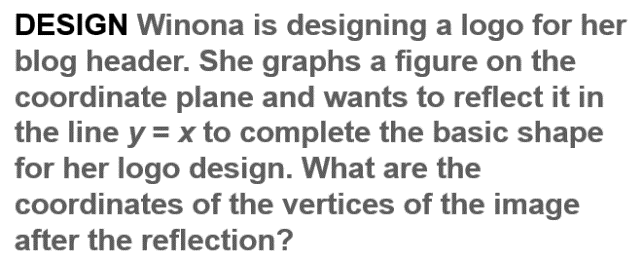 DESIGN Winona is designing a logo for her
blog header. She graphs a figure on the
coordinate plane and wants to reflect it in
the line y = x to complete the basic shape
for her logo design. What are the
coordinates of the vertices of the image
after the reflection?